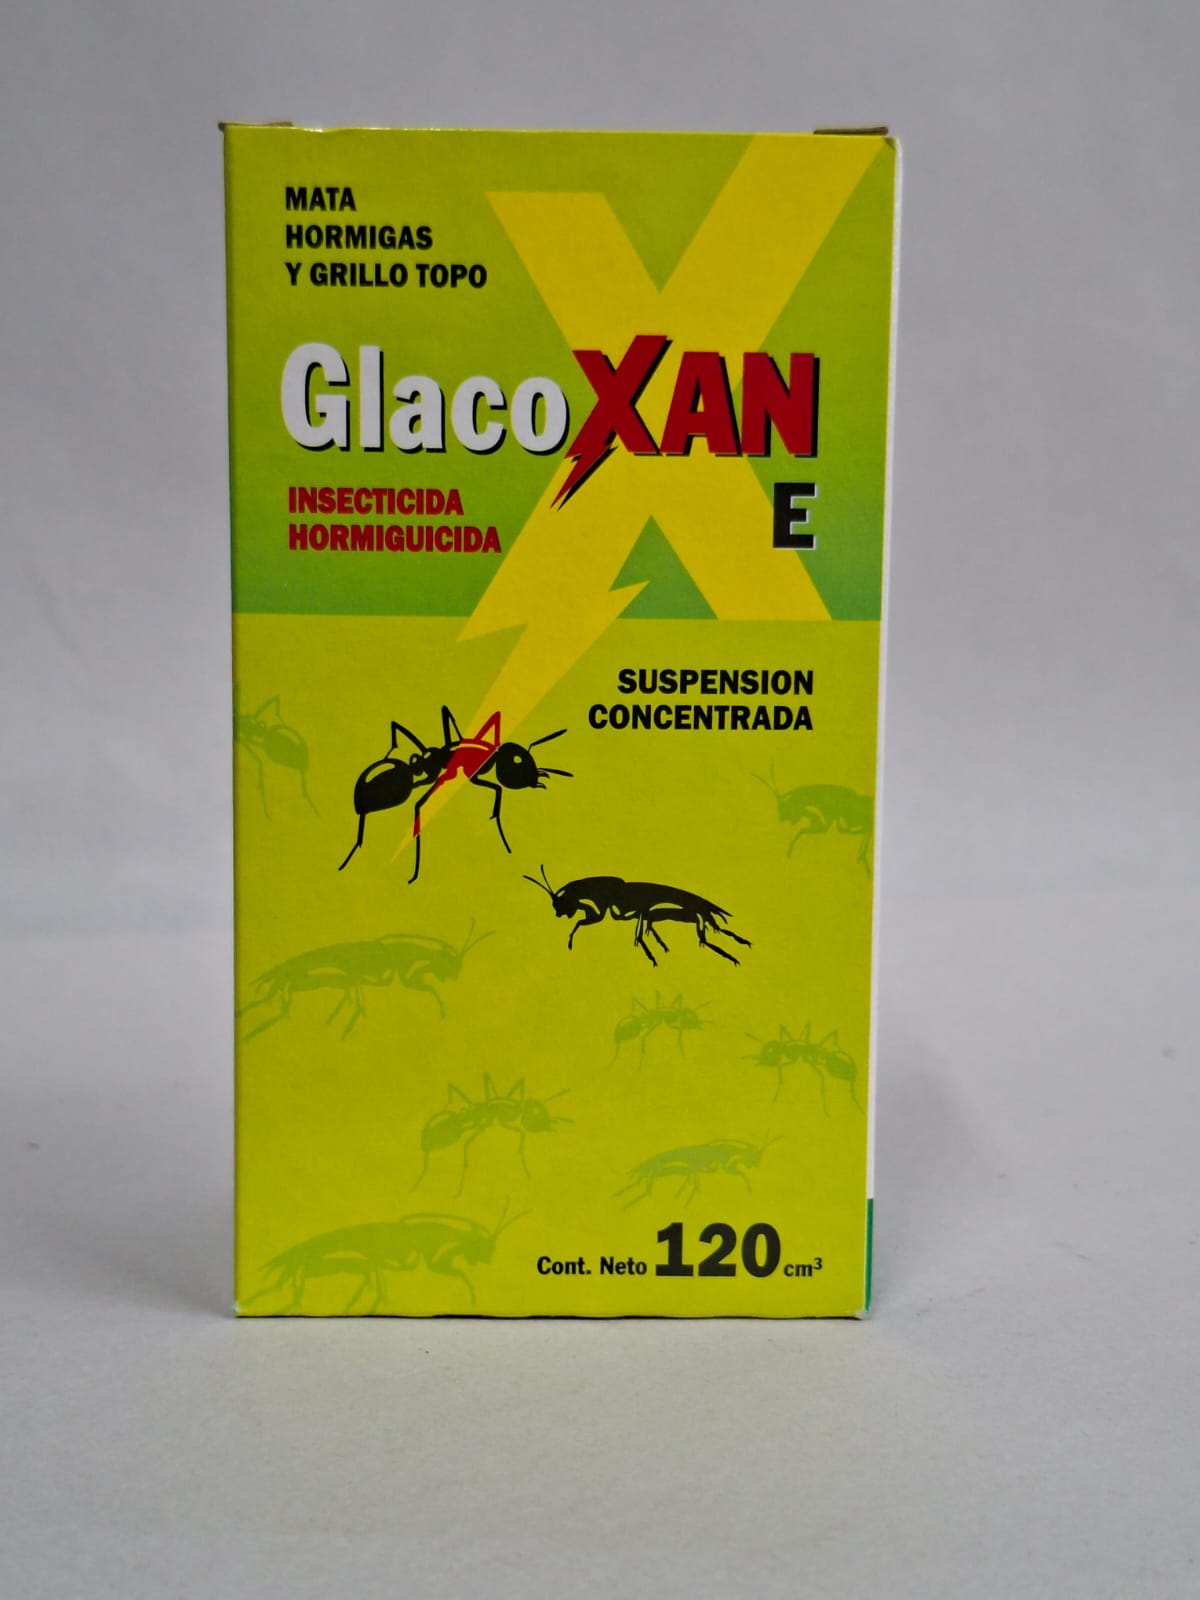 MATA
HORMIGAS
Y GRILLO TOPO
GlacoXAN
E
INSECTICIDA
HORMIGUICIDA
SUSPENSION
CONCENTRADA
Cont. Neto 120 cm³